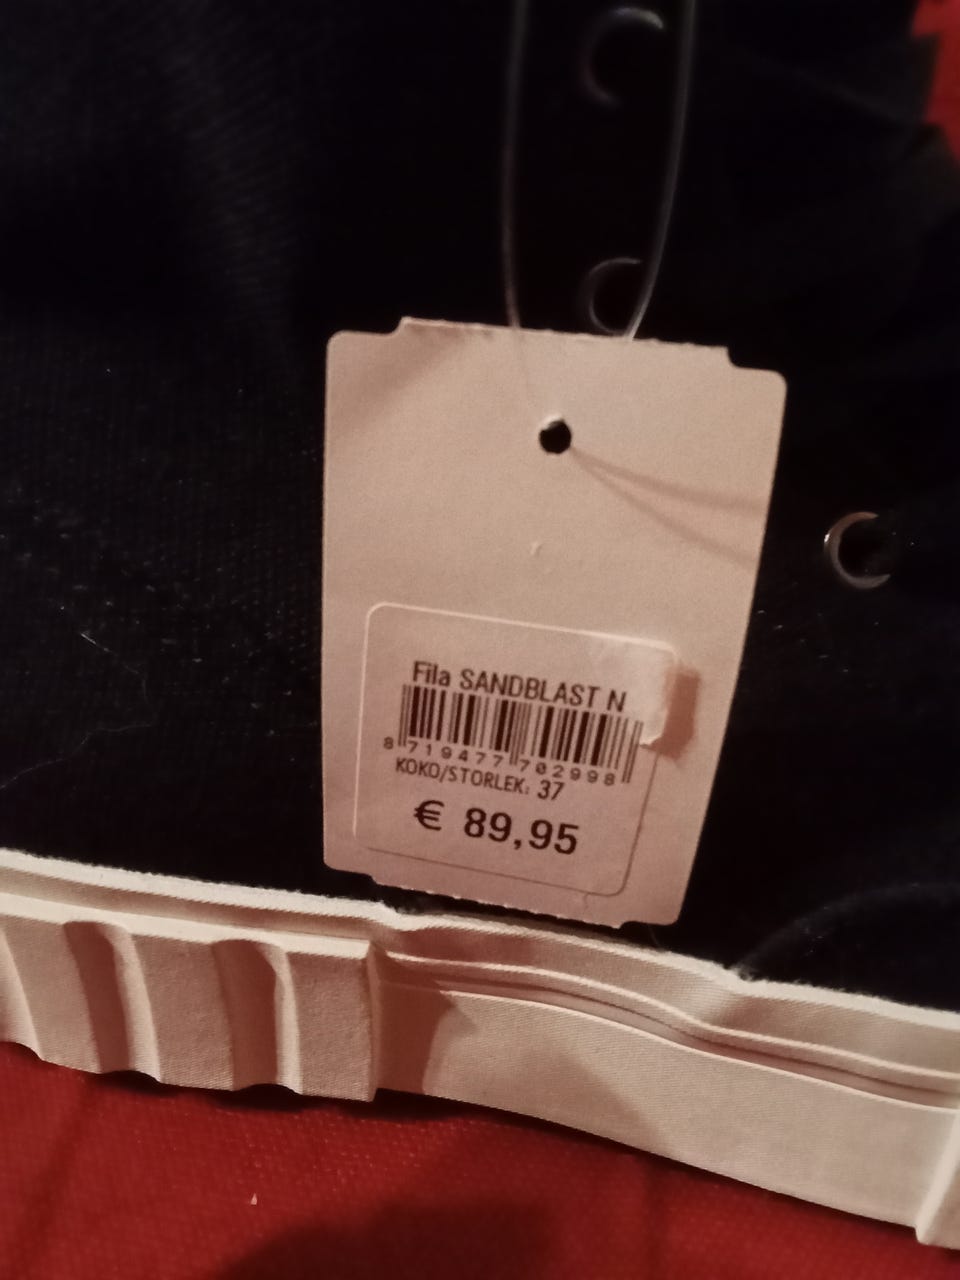 Fila SANDBLAST N
8 719477 702998
KOKO/STORLEK: 37
€ 89,95